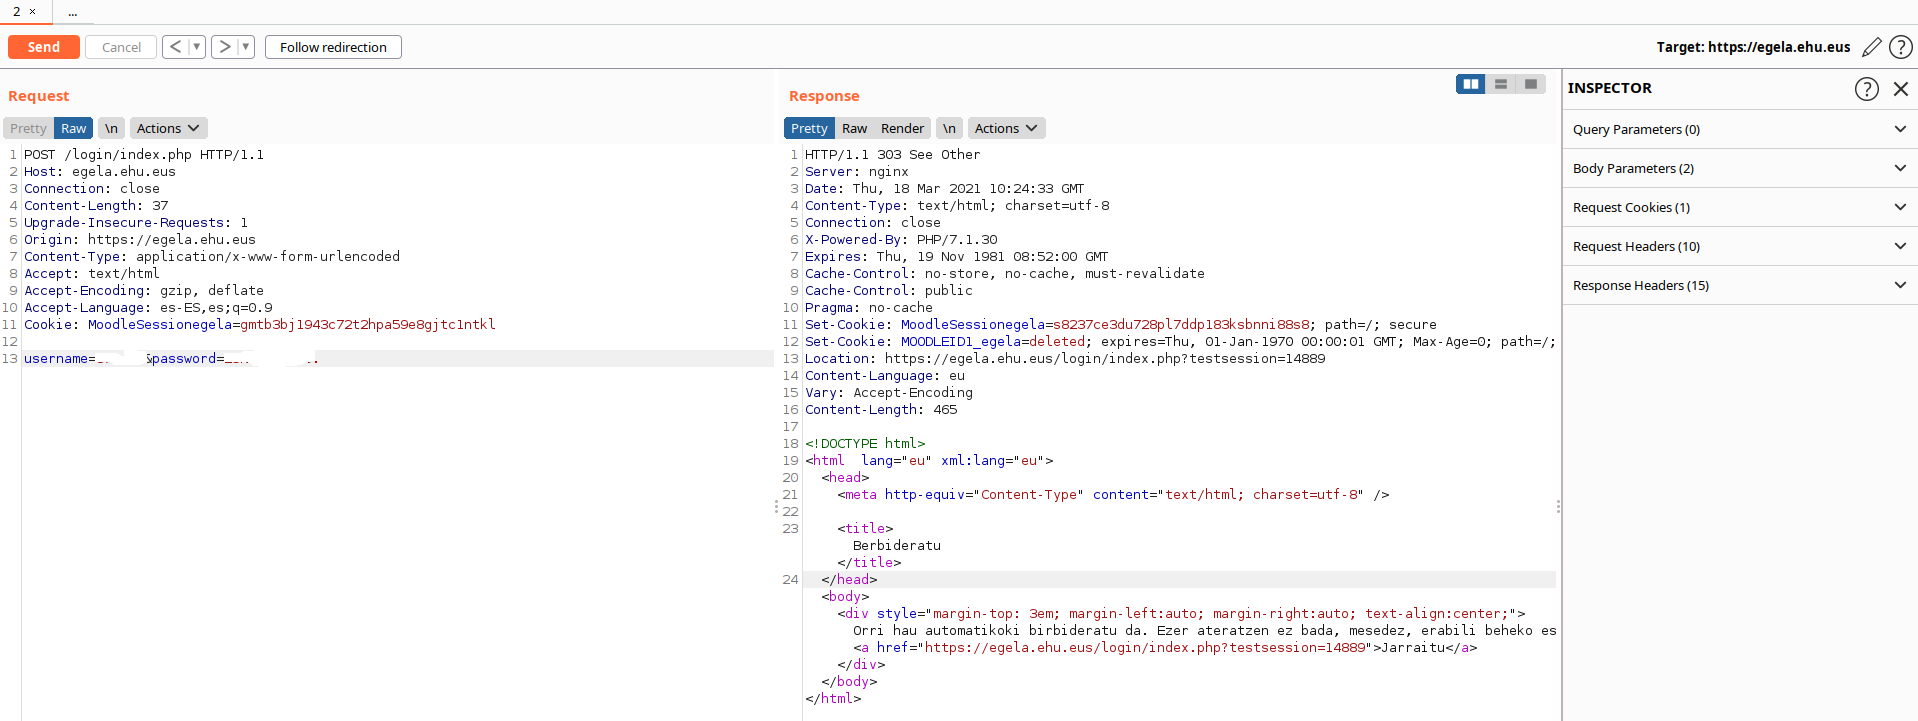 2 ×
...
Send
Cancel
< ▼
> ▼
Follow redirection
Target: https://egela.ehu.eus
?
Request
Pretty Raw \n Actions
1 POST /login/index.php HTTP/1.1
2 Host: egela.ehu.eus
3 Connection: close
4 Content-Length: 37
5 Upgrade-Insecure-Requests: 1
6 Origin: https://egela.ehu.eus
7 Content-Type: application/x-www-form-urlencoded
8 Accept: text/html
9 Accept-Encoding: gzip, deflate
10 Accept-Language: es-ES,es;q=0.9
11 Cookie: MoodleSessionegela=gmtb3bj1943c72t2hpa59e8gjtc1ntkl
12
13 username= &password=
Response
Pretty Raw Render \n Actions
1 HTTP/1.1 303 See Other
2 Server: nginx
3 Date: Thu, 18 Mar 2021 10:24:33 GMT
4 Content-Type: text/html; charset=utf-8
5 Connection: close
6 X-Powered-By: PHP/7.1.30
7 Expires: Thu, 19 Nov 1981 08:52:00 GMT
8 Cache-Control: no-store, no-cache, must-revalidate
9 Cache-Control: public
10 Pragma: no-cache
11 Set-Cookie: MoodleSessionegela=s8237ce3du728pl7ddp183ksbnni88s8; path=/; secure
12 Set-Cookie: MOODLEID1_egela=deleted; expires=Thu, 01-Jan-1970 00:00:01 GMT; Max-Age=0; path=/;
13 Location: https://egela.ehu.eus/login/index.php?testsession=14889
14 Content-Language: eu
15 Vary: Accept-Encoding
16 Content-Length: 465
17
18 <!DOCTYPE html>
19 <html  lang="eu" xml:lang="eu">
20 <head>
21 <meta http-equiv="Content-Type" content="text/html; charset=utf-8" />
22
23 <title>
Berbideratu
</title>
24 </head>
<body>
<div style="margin-top: 3em; margin-left:auto; margin-right:auto; text-align:center;">
Orri hau automatikoki birbideratu da. Ezer ateratzen ez bada, mesedez, erabili beheko es
<a href="https://egela.ehu.eus/login/index.php?testsession=14889">Jarraitu</a>
</div>
</body>
</html>
INSPECTOR
?
Query Parameters (0)
Body Parameters (2)
Request Cookies (1)
Request Headers (10)
Response Headers (15)